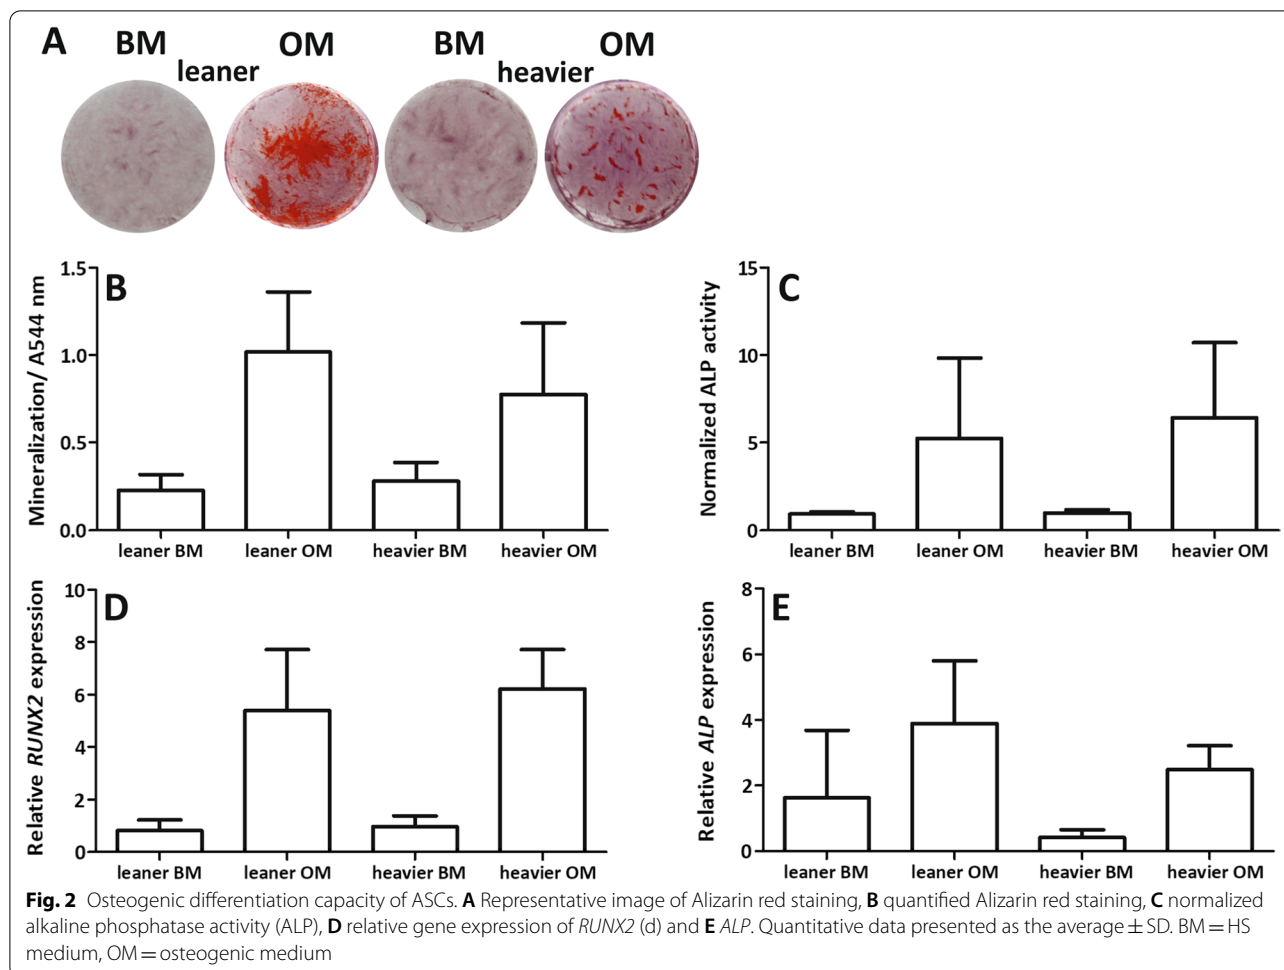 A BM OM BM OM
leaner heavier
B
Mineralization/ A544 nm
1.5
1.0
0.5
0.0
leaner BM leaner OM heavier BM heavier OM
C
Normalized ALP activity
15
10
5
0
leaner BM leaner OM heavier BM heavier OM
D
Relative RUNX2 expression
10
8
6
4
2
0
leaner BM leaner OM heavier BM heavier OM
E
Relative ALP expression
8
6
4
2
0
leaner BM leaner OM heavier BM heavier OM
Fig. 2 Osteogenic differentiation capacity of ASCs. A Representative image of Alizarin red staining, B quantified Alizarin red staining, C normalized
alkaline phosphatase activity (ALP), D relative gene expression of RUNX2 (d) and E ALP. Quantitative data presented as the average ± SD. BM = HS
medium, OM = osteogenic medium